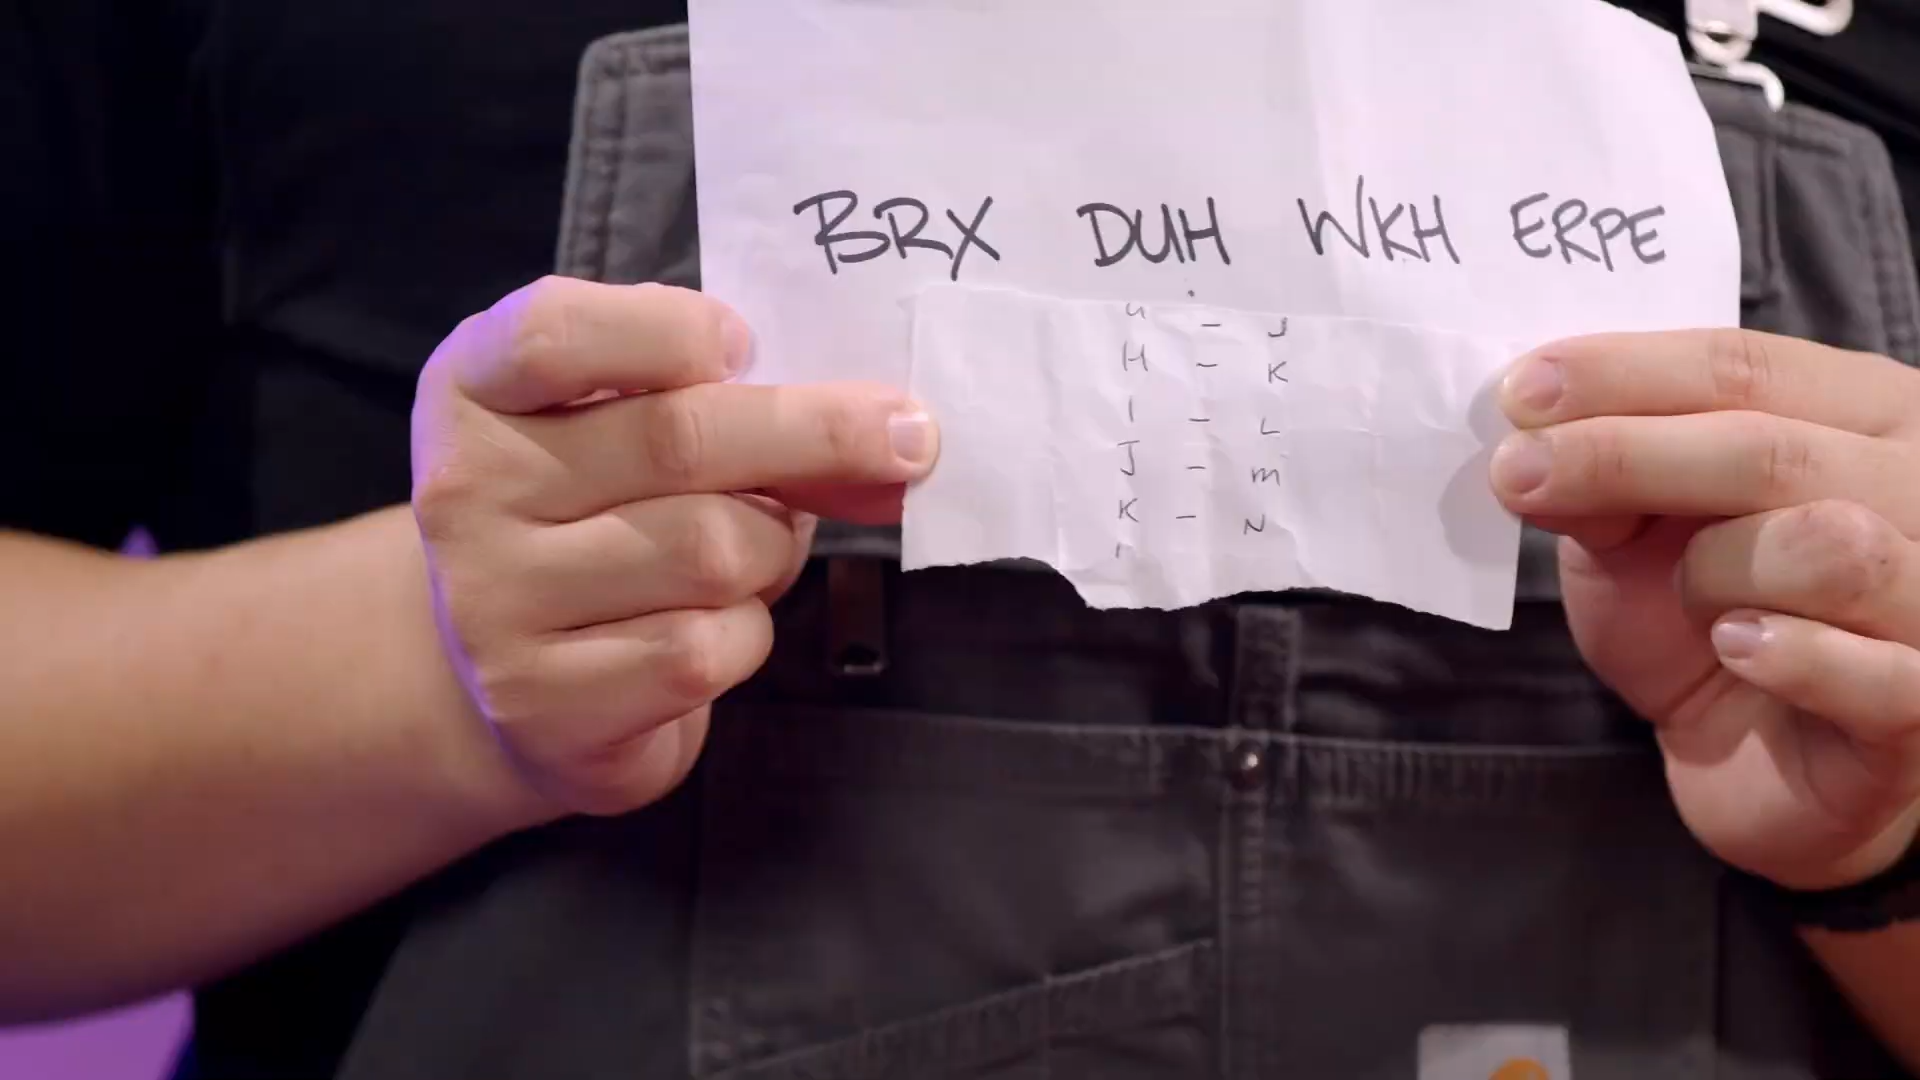 BRX DUH WKH ERPE
G - J
H - K
I - L
J - M
K - N